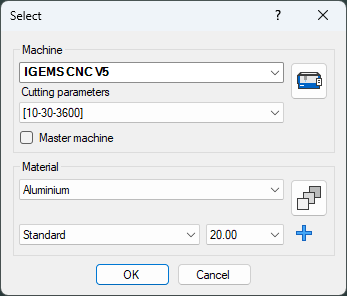 Select
?
Machine
IGEMS CNC V5
Cutting parameters
[10-30-3600]
Master machine
Material
Aluminium
Standard 20.00
OK Cancel